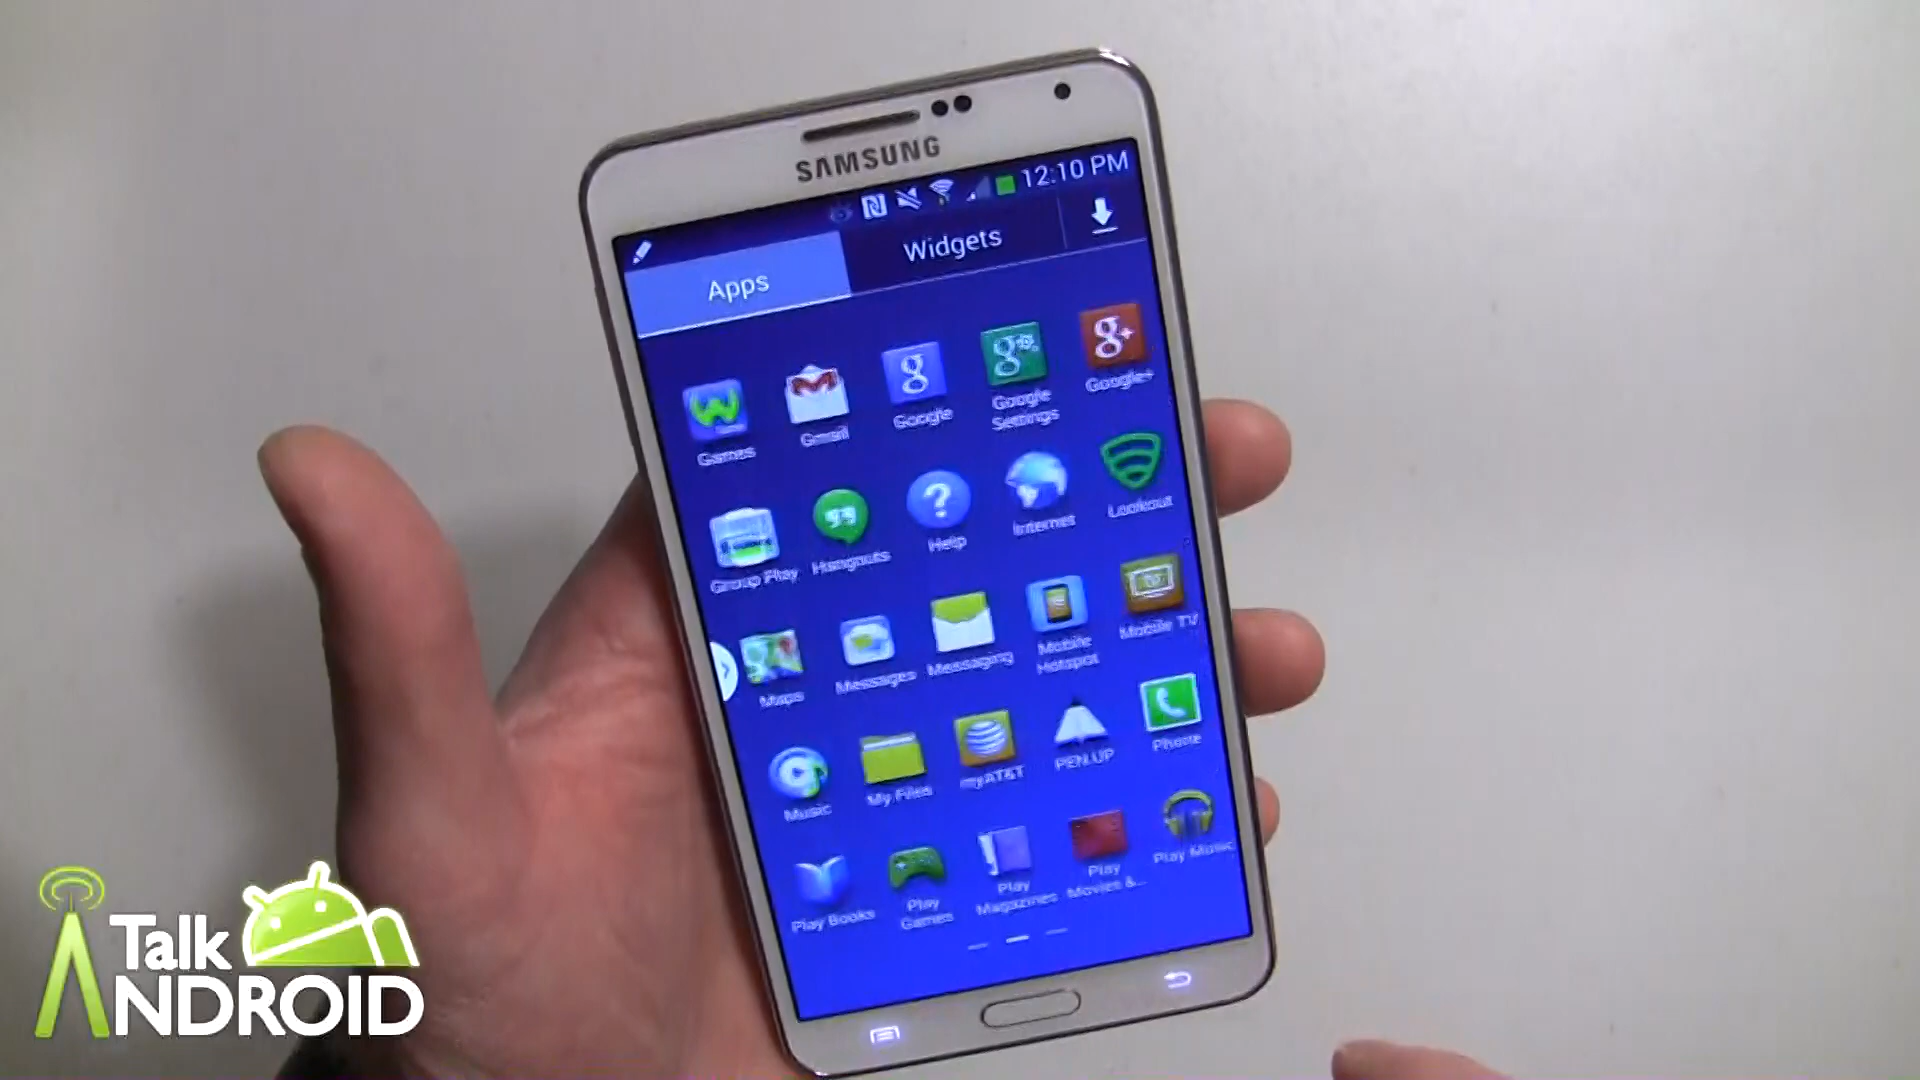 SAMSUNG
12:10 PM
Apps
Widgets
Games
Gmail
Google
Google
Settings
Google+
Group Play
Hangouts
Help
Internet
Lookout
Maps
Messages
Messaging
Mobile
Hotspot
Mobile TV
Music
My Files
myAT&T
PEN.UP
Phone
Play Books
Play
Games
Play
Magazines
Play
Movies &...
Play Music
Talk
ANDROID